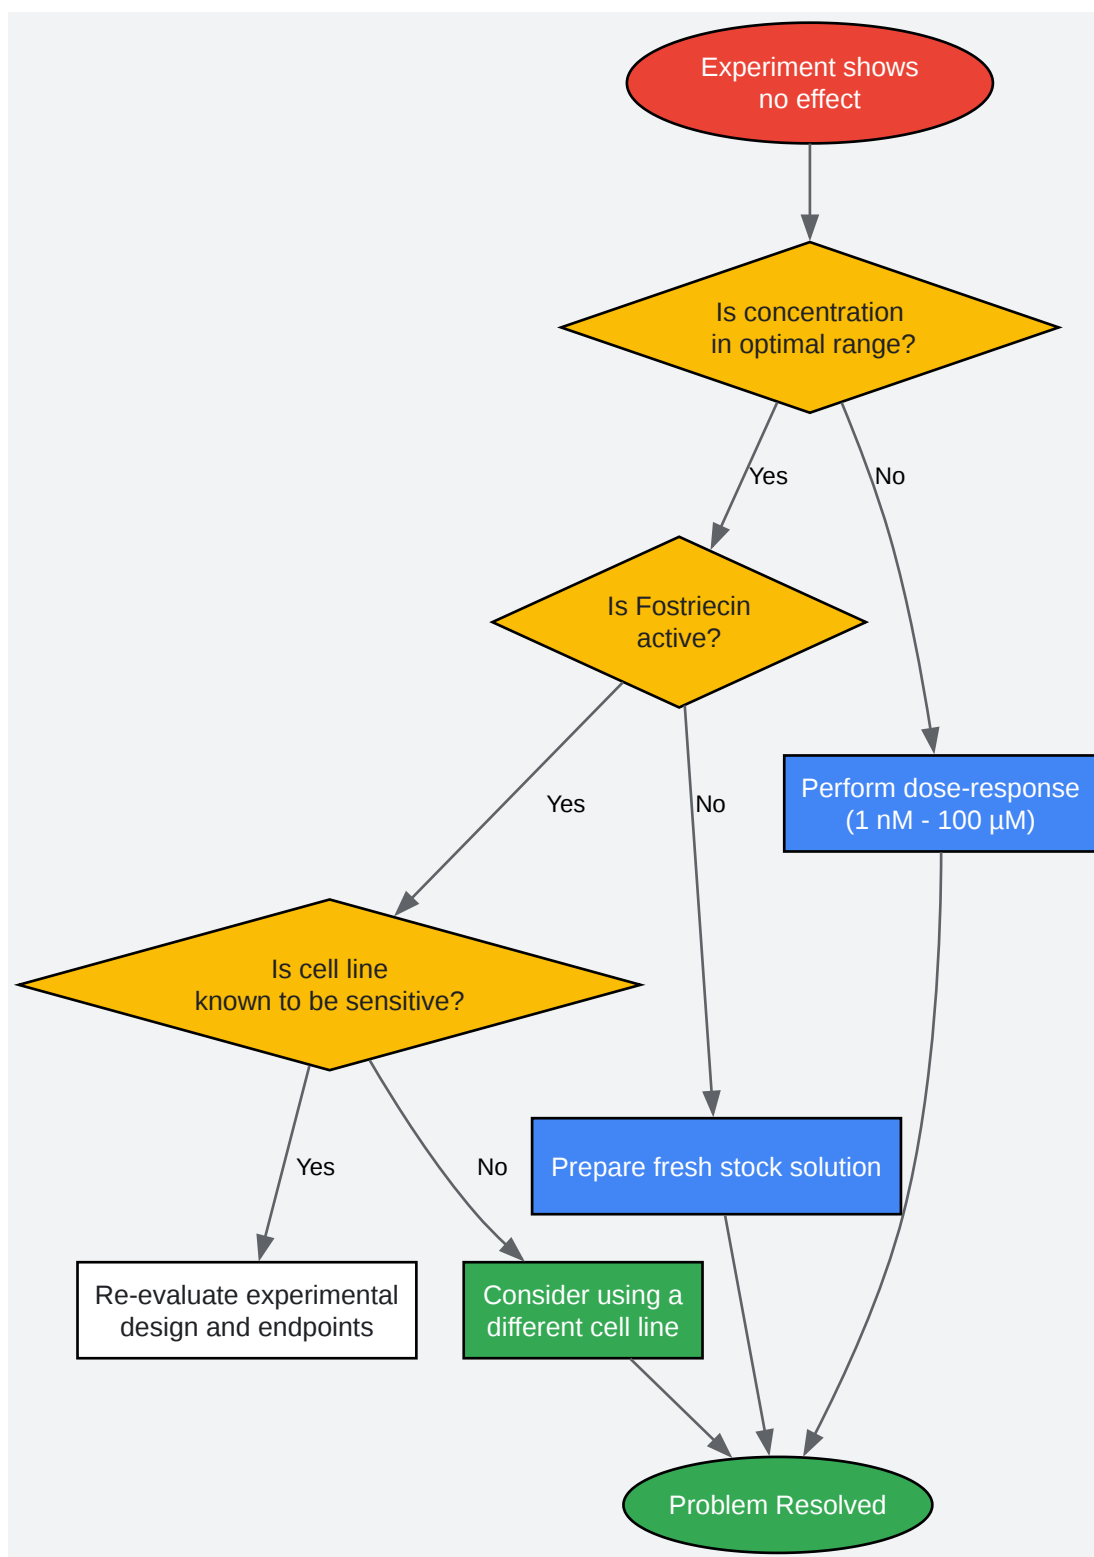 Experiment shows
no effect
Is concentration
in optimal range?
Yes
No
Is Fostriecin
active?
Yes
No
Perform dose-response
(1 nM - 100 µM)
Is cell line
known to be sensitive?
Yes
No
Prepare fresh stock solution
Re-evaluate experimental
design and endpoints
Consider using a
different cell line
Problem Resolved